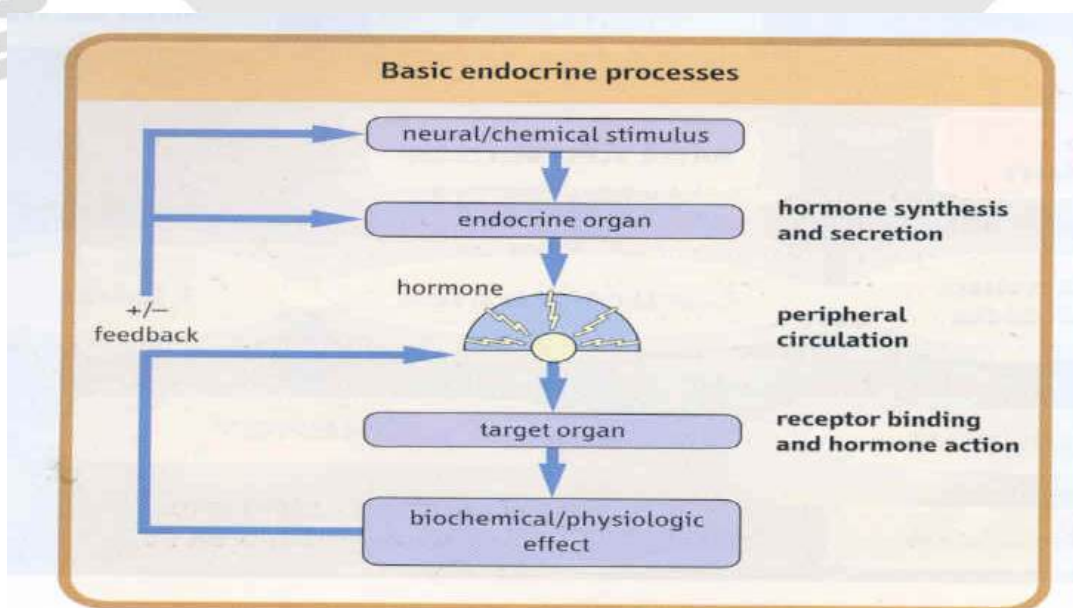 Basic endocrine processes
neural/chemical stimulus
endocrine organ
hormone synthesis
and secretion
hormone
peripheral
circulation
+/−
feedback
target organ
receptor binding
and hormone action
biochemical/physiologic
effect